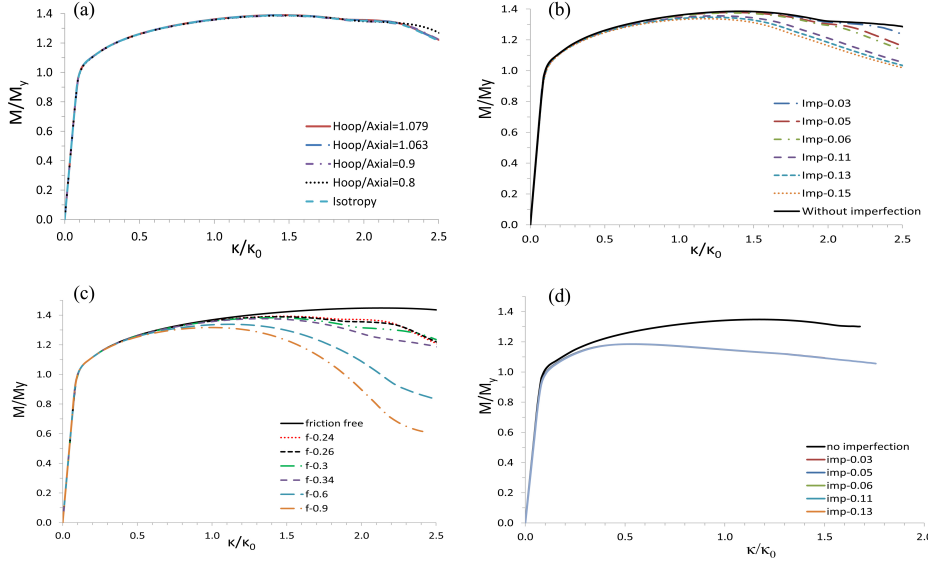 (a)
1.4
1.2
1.0
0.8
0.6
0.4
0.2
0.0
M/My
Hoop/Axial=1.079
Hoop/Axial=1.063
Hoop/Axial=0.9
Hoop/Axial=0.8
Isotropy
0.0 0.5 1.0 1.5 2.0 2.5
κ/κ0
(b)
1.4
1.2
1.0
0.8
0.6
0.4
0.2
0.0
M/My
Imp-0.03
Imp-0.05
Imp-0.06
Imp-0.11
Imp-0.13
Imp-0.15
Without imperfection
0.0 0.5 1.0 1.5 2.0 2.5
κ/κ0
(c)
1.4
1.2
1.0
0.8
0.6
0.4
0.2
0.0
M/My
friction free
f-0.24
f-0.26
f-0.3
f-0.34
f-0.6
f-0.9
0.0 0.5 1.0 1.5 2.0 2.5
κ/κ0
(d)
1.4
1.2
1.0
0.8
0.6
0.4
0.2
0.0
M/My
no imperfection
imp-0.03
imp-0.05
imp-0.06
imp-0.11
imp-0.13
0.0 0.5 1.0 1.5 2.0
κ/κ0